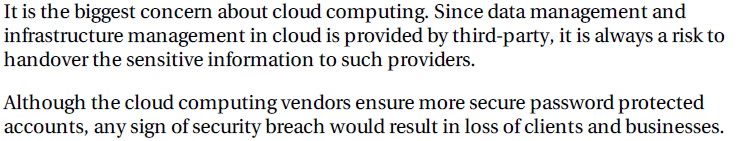 It is the biggest concern about cloud computing. Since data management and
infrastructure management in cloud is provided by third-party, it is always a risk to
handover the sensitive information to such providers.
Although the cloud computing vendors ensure more secure password protected
accounts, any sign of security breach would result in loss of clients and businesses.